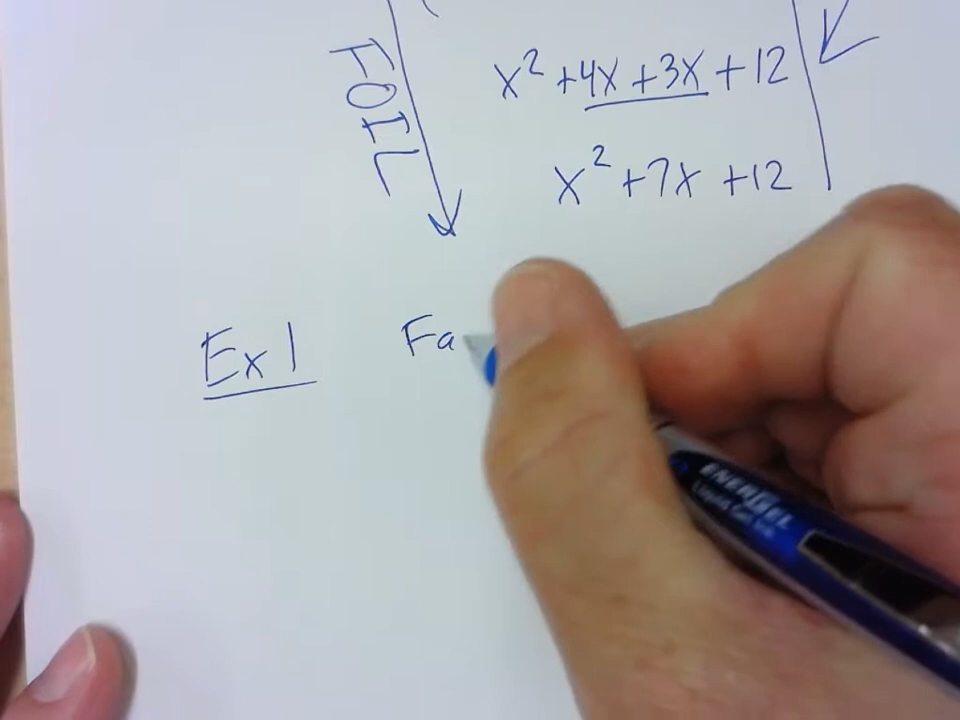 x² +4x +3x +12
FOIL
x² +7x +12
Ex 1 Fa
ENERGEL